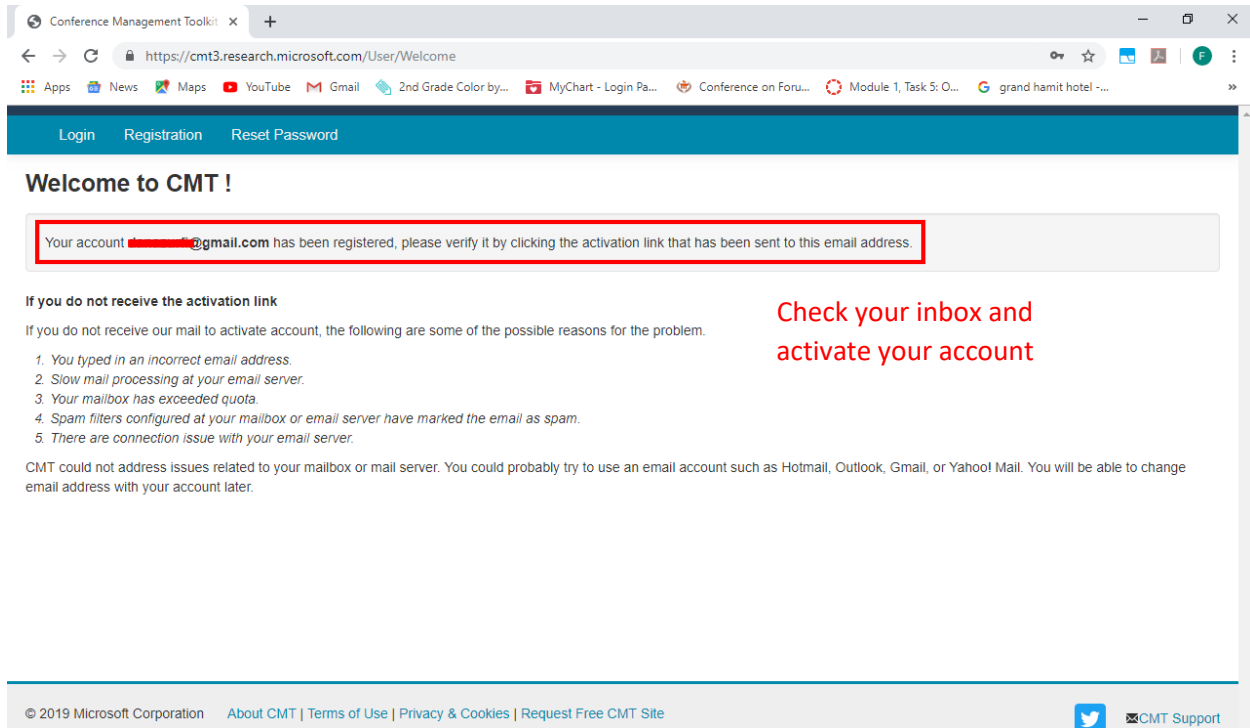 Conference Management Toolkit
https://cmt3.research.microsoft.com/User/Welcome
F
Apps News Maps YouTube Gmail 2nd Grade Color by... MyChart - Login Pa... Conference on Foru... Module 1, Task 5: O... grand hamit hotel -... »
Login Registration Reset Password
Welcome to CMT !
Your account @gmail.com has been registered, please verify it by clicking the activation link that has been sent to this email address.
If you do not receive the activation link
If you do not receive our mail to activate account, the following are some of the possible reasons for the problem.
Check your inbox and
activate your account
1. You typed in an incorrect email address.
2. Slow mail processing at your email server.
3. Your mailbox has exceeded quota.
4. Spam filters configured at your mailbox or email server have marked the email as spam.
5. There are connection issue with your email server.
CMT could not address issues related to your mailbox or mail server. You could probably try to use an email account such as Hotmail, Outlook, Gmail, or Yahoo! Mail. You will be able to change
email address with your account later.
© 2019 Microsoft Corporation About CMT | Terms of Use | Privacy & Cookies | Request Free CMT Site
CMT Support